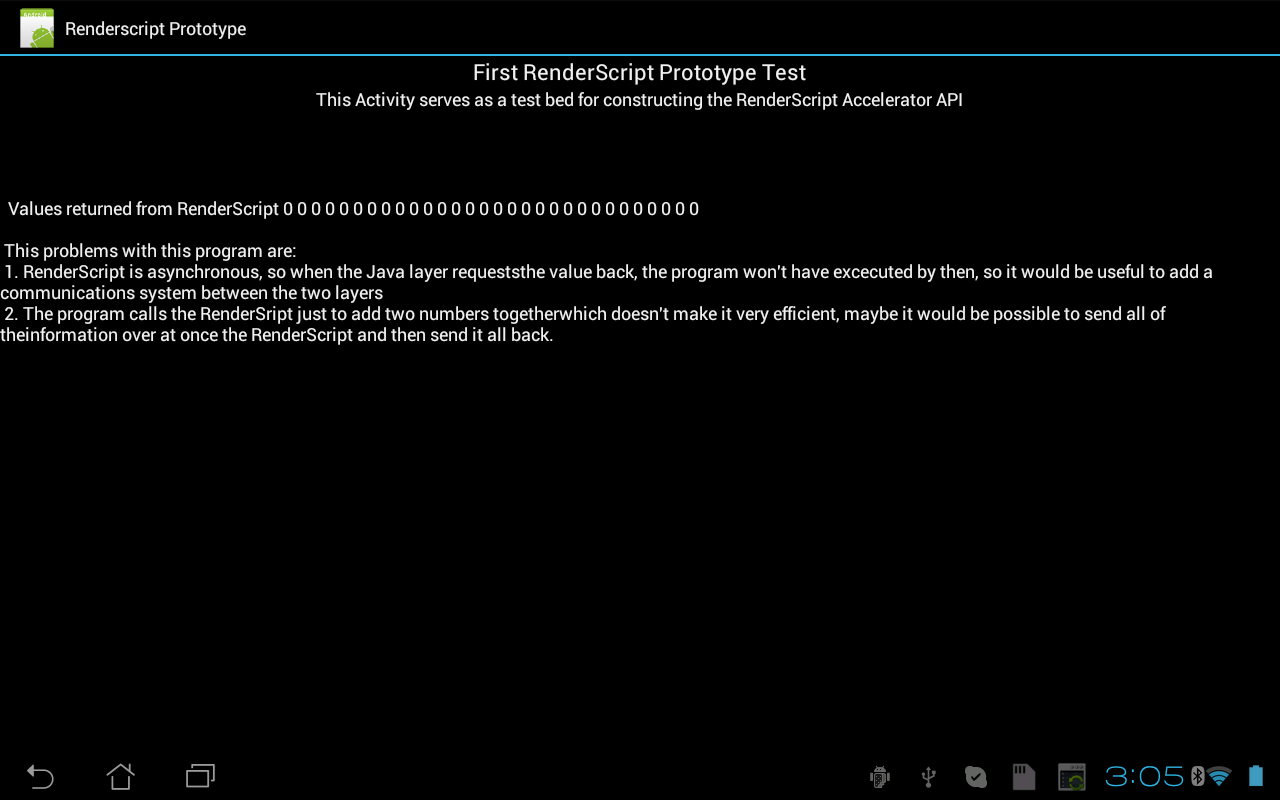 Renderscript Prototype
First RenderScript Prototype Test
This Activity serves as a test bed for constructing the RenderScript Accelerator API
Values returned from RenderScript 0 0 0 0 0 0 0 0 0 0 0 0 0 0 0 0 0 0 0 0 0 0 0 0 0 0 0 0 0 0
This problems with this program are:
1. RenderScript is asynchronous, so when the Java layer requeststhe value back, the program won't have excecuted by then, so it would be useful to add a
communications system between the two layers
2. The program calls the RenderSript just to add two numbers togetherwhich doesn't make it very efficient, maybe it would be possible to send all of
theinformation over at once the RenderScript and then send it all back.
3:05